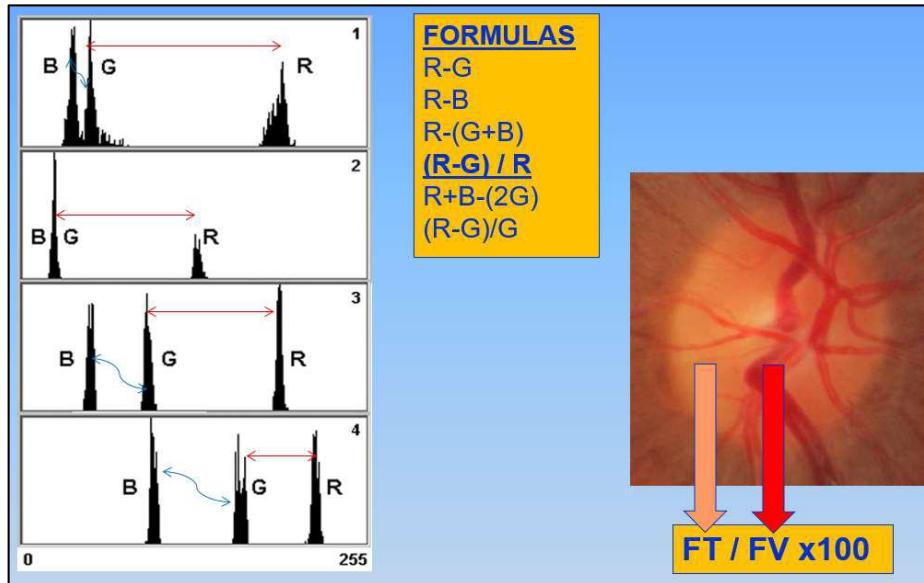 1
B G R
2
B G R
3
B G R
4
B G R
0 255
FORMULAS
R-G
R-B
R-(G+B)
(R-G) / R
R+B-(2G)
(R-G)/G
FT / FV x100